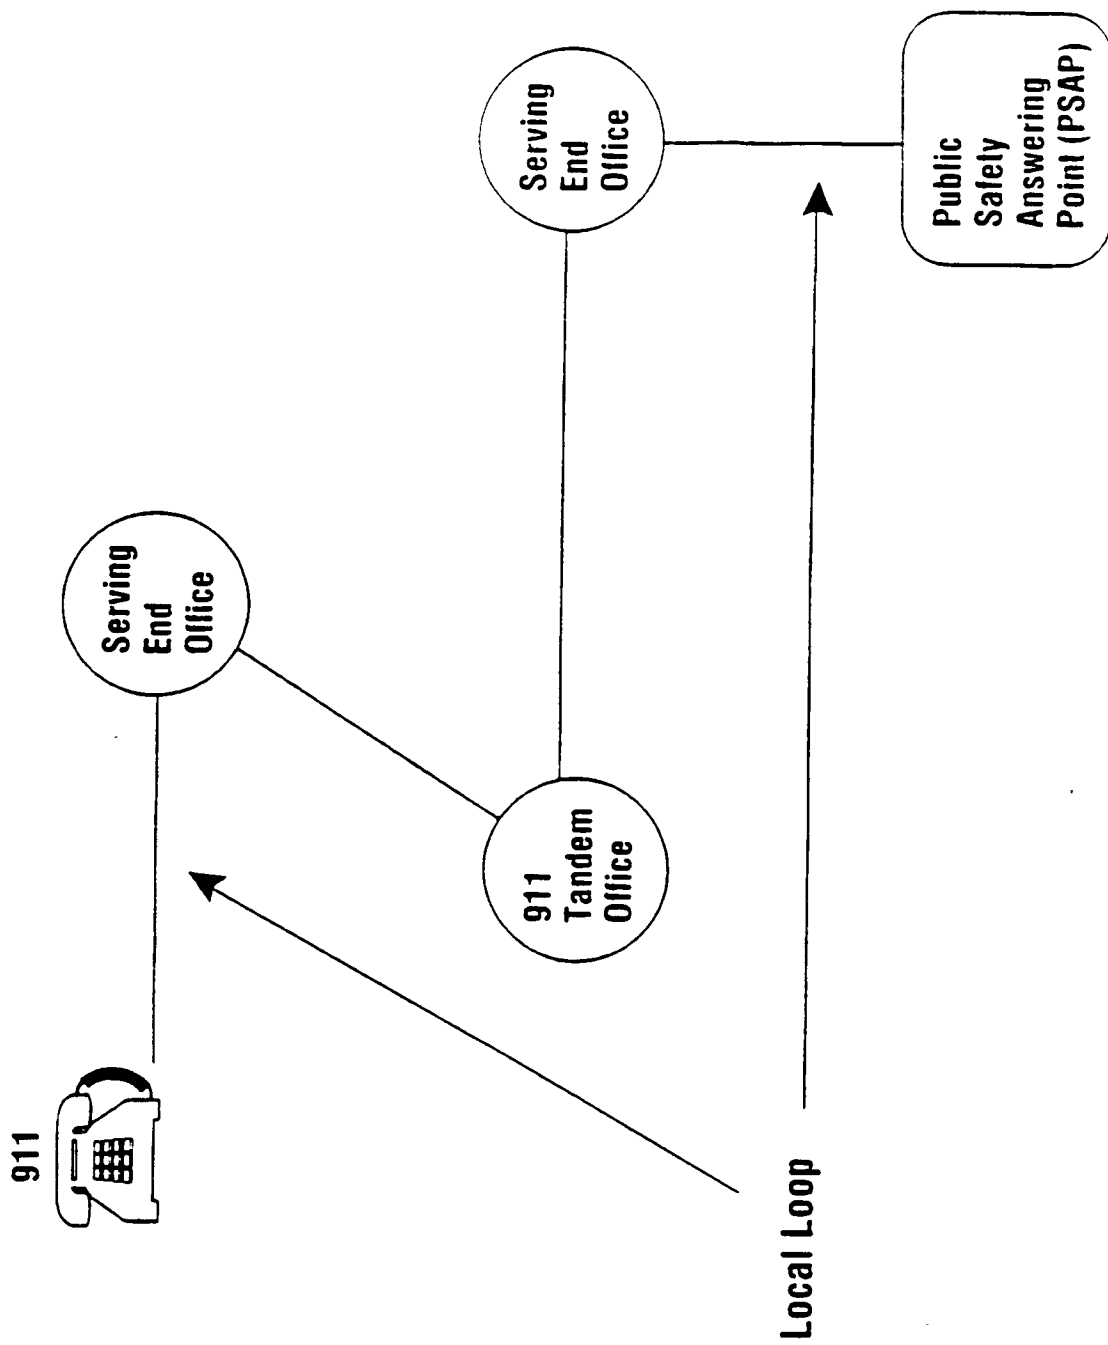 911
Serving
End
Office
911
Tandem
Office
Serving
End
Office
Local Loop
Public
Safety
Answering
Point (PSAP)